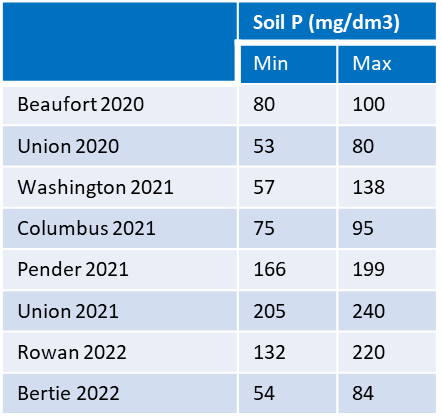 Soil P (mg/dm3)
Min Max
Beaufort 2020 80 100
Union 2020 53 80
Washington 2021 57 138
Columbus 2021 75 95
Pender 2021 166 199
Union 2021 205 240
Rowan 2022 132 220
Bertie 2022 54 84